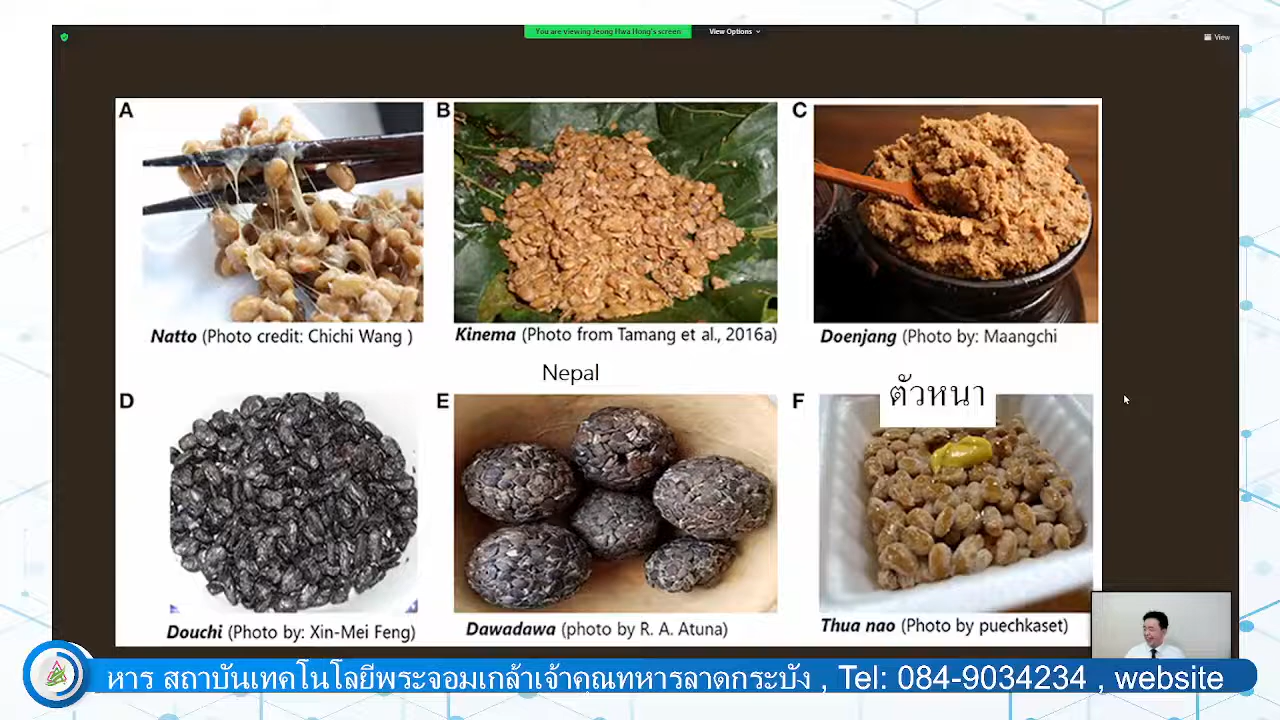 You are viewing Jeong Hwa Hong's screen
View Options
View
A
B
C
Natto (Photo credit: Chichi Wang )
Kinema (Photo from Tamang et al., 2016a)
Doenjang (Photo by: Maangchi
Nepal
ตัวหนา
D
E
F
Douchi (Photo by: Xin-Mei Feng)
Dawadawa (photo by R. A. Atuna)
Thua nao (Photo by puechkaset)
หาร สถาบันเทคโนโลยีพระจอมเกล้าเจ้าคุณทหารลาดกระบัง , Tel: 084-9034234 , website